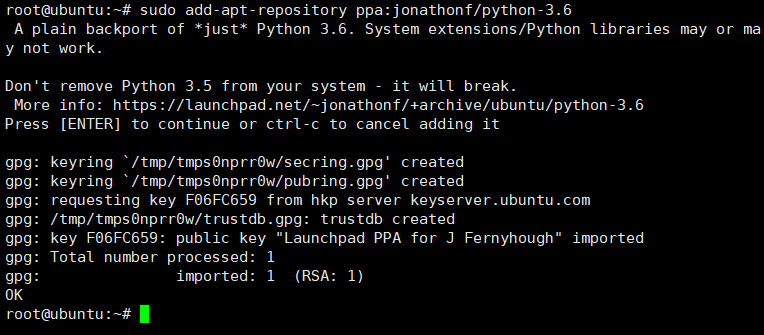 root@ubuntu:~# sudo add-apt-repository ppa:jonathonf/python-3.6
 A plain backport of *just* Python 3.6. System extensions/Python libraries may or ma
y not work.

Don't remove Python 3.5 from your system - it will break.
 More info: https://launchpad.net/~jonathonf/+archive/ubuntu/python-3.6
Press [ENTER] to continue or ctrl-c to cancel adding it

gpg: keyring `/tmp/tmps0nprr0w/secring.gpg' created
gpg: keyring `/tmp/tmps0nprr0w/pubring.gpg' created
gpg: requesting key F06FC659 from hkp server keyserver.ubuntu.com
gpg: /tmp/tmps0nprr0w/trustdb.gpg: trustdb created
gpg: key F06FC659: public key "Launchpad PPA for J Fernyhough" imported
gpg: Total number processed: 1
gpg:               imported: 1  (RSA: 1)
OK
root@ubuntu:~#